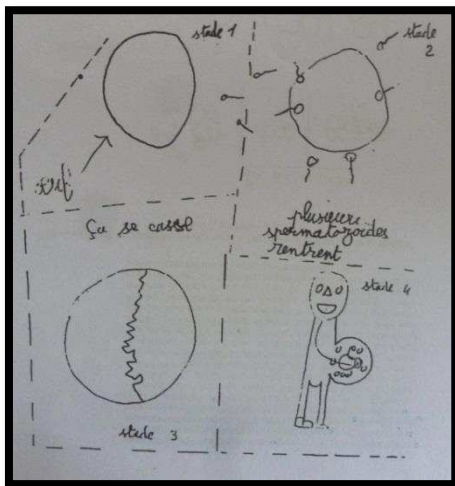 stade 1
stade
2
Ça se casse
plusieurs
spermatozoides
rentrent
stade 4
stade 3